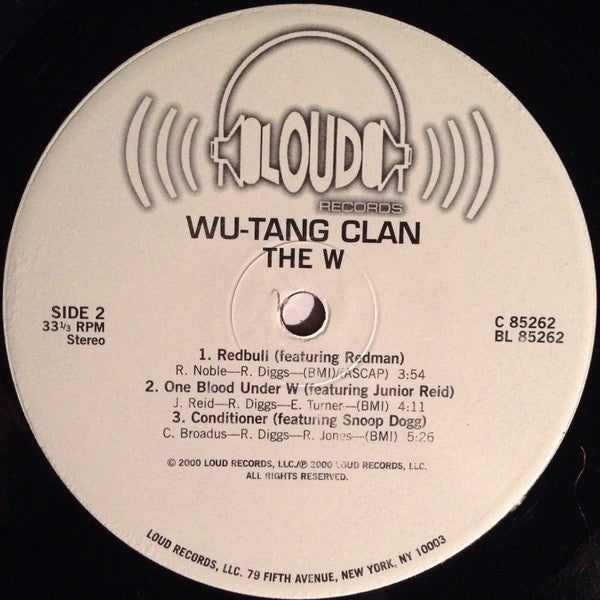 LOUD
RECORDS
WU-TANG CLAN
THE W
SIDE 2
33 1/3 RPM
Stereo
C 85262
BL 85262
1. Redbull (featuring Redman)
R. Noble—R. Diggs—(BMI)/(ASCAP) 3:54
2. One Blood Under W (featuring Junior Reid)
J. Reid—R. Diggs—E. Turner—(BMI) 4:11
3. Conditioner (featuring Snoop Dogg)
C. Broadus—R. Diggs—R. Jones—(BMI) 5:26
© 2000 LOUD RECORDS, LLC./℗ 2000 LOUD RECORDS, LLC.
ALL RIGHTS RESERVED.
LOUD RECORDS, LLC. 79 FIFTH AVENUE, NEW YORK, NY 10003